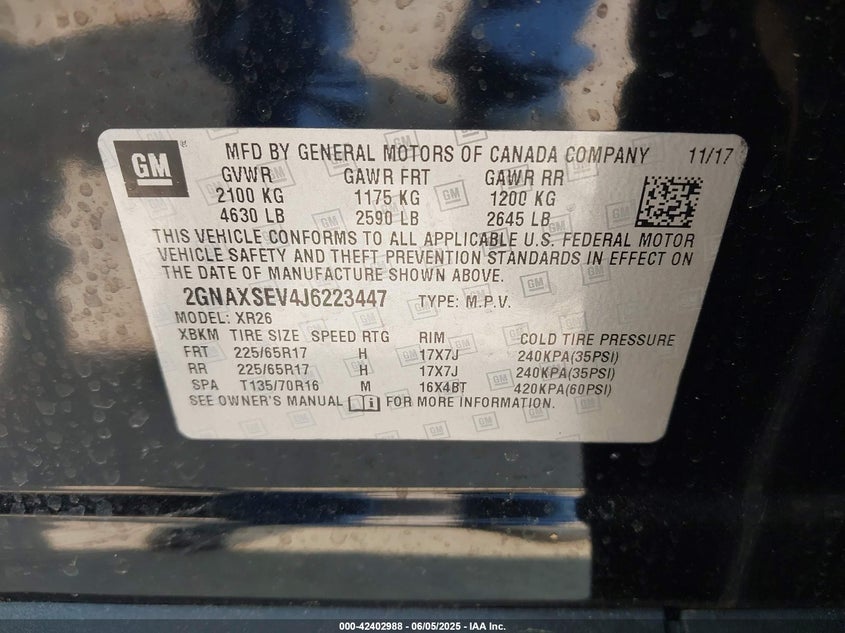 GM MFD BY GENERAL MOTORS OF CANADA COMPANY 11/17
GVWR GAWR FRT GAWR RR
2100 KG 1175 KG 1200 KG
4630 LB 2590 LB 2645 LB
THIS VEHICLE CONFORMS TO ALL APPLICABLE U.S. FEDERAL MOTOR
VEHICLE SAFETY AND THEFT PREVENTION STANDARDS IN EFFECT ON
THE DATE OF MANUFACTURE SHOWN ABOVE.
2GNAXSEV4J6223447 TYPE: M.P.V.
MODEL: XR26
XBKM TIRE SIZE SPEED RTG RIM COLD TIRE PRESSURE
FRT 225/65R17 H 17X7J 240KPA(35PSI)
RR 225/65R17 H 17X7J 240KPA(35PSI)
SPA T135/70R16 M 16X4BT 420KPA(60PSI)
SEE OWNER'S MANUAL FOR MORE INFORMATION.
000-42402988 - 06/05/2025 - IAA Inc.